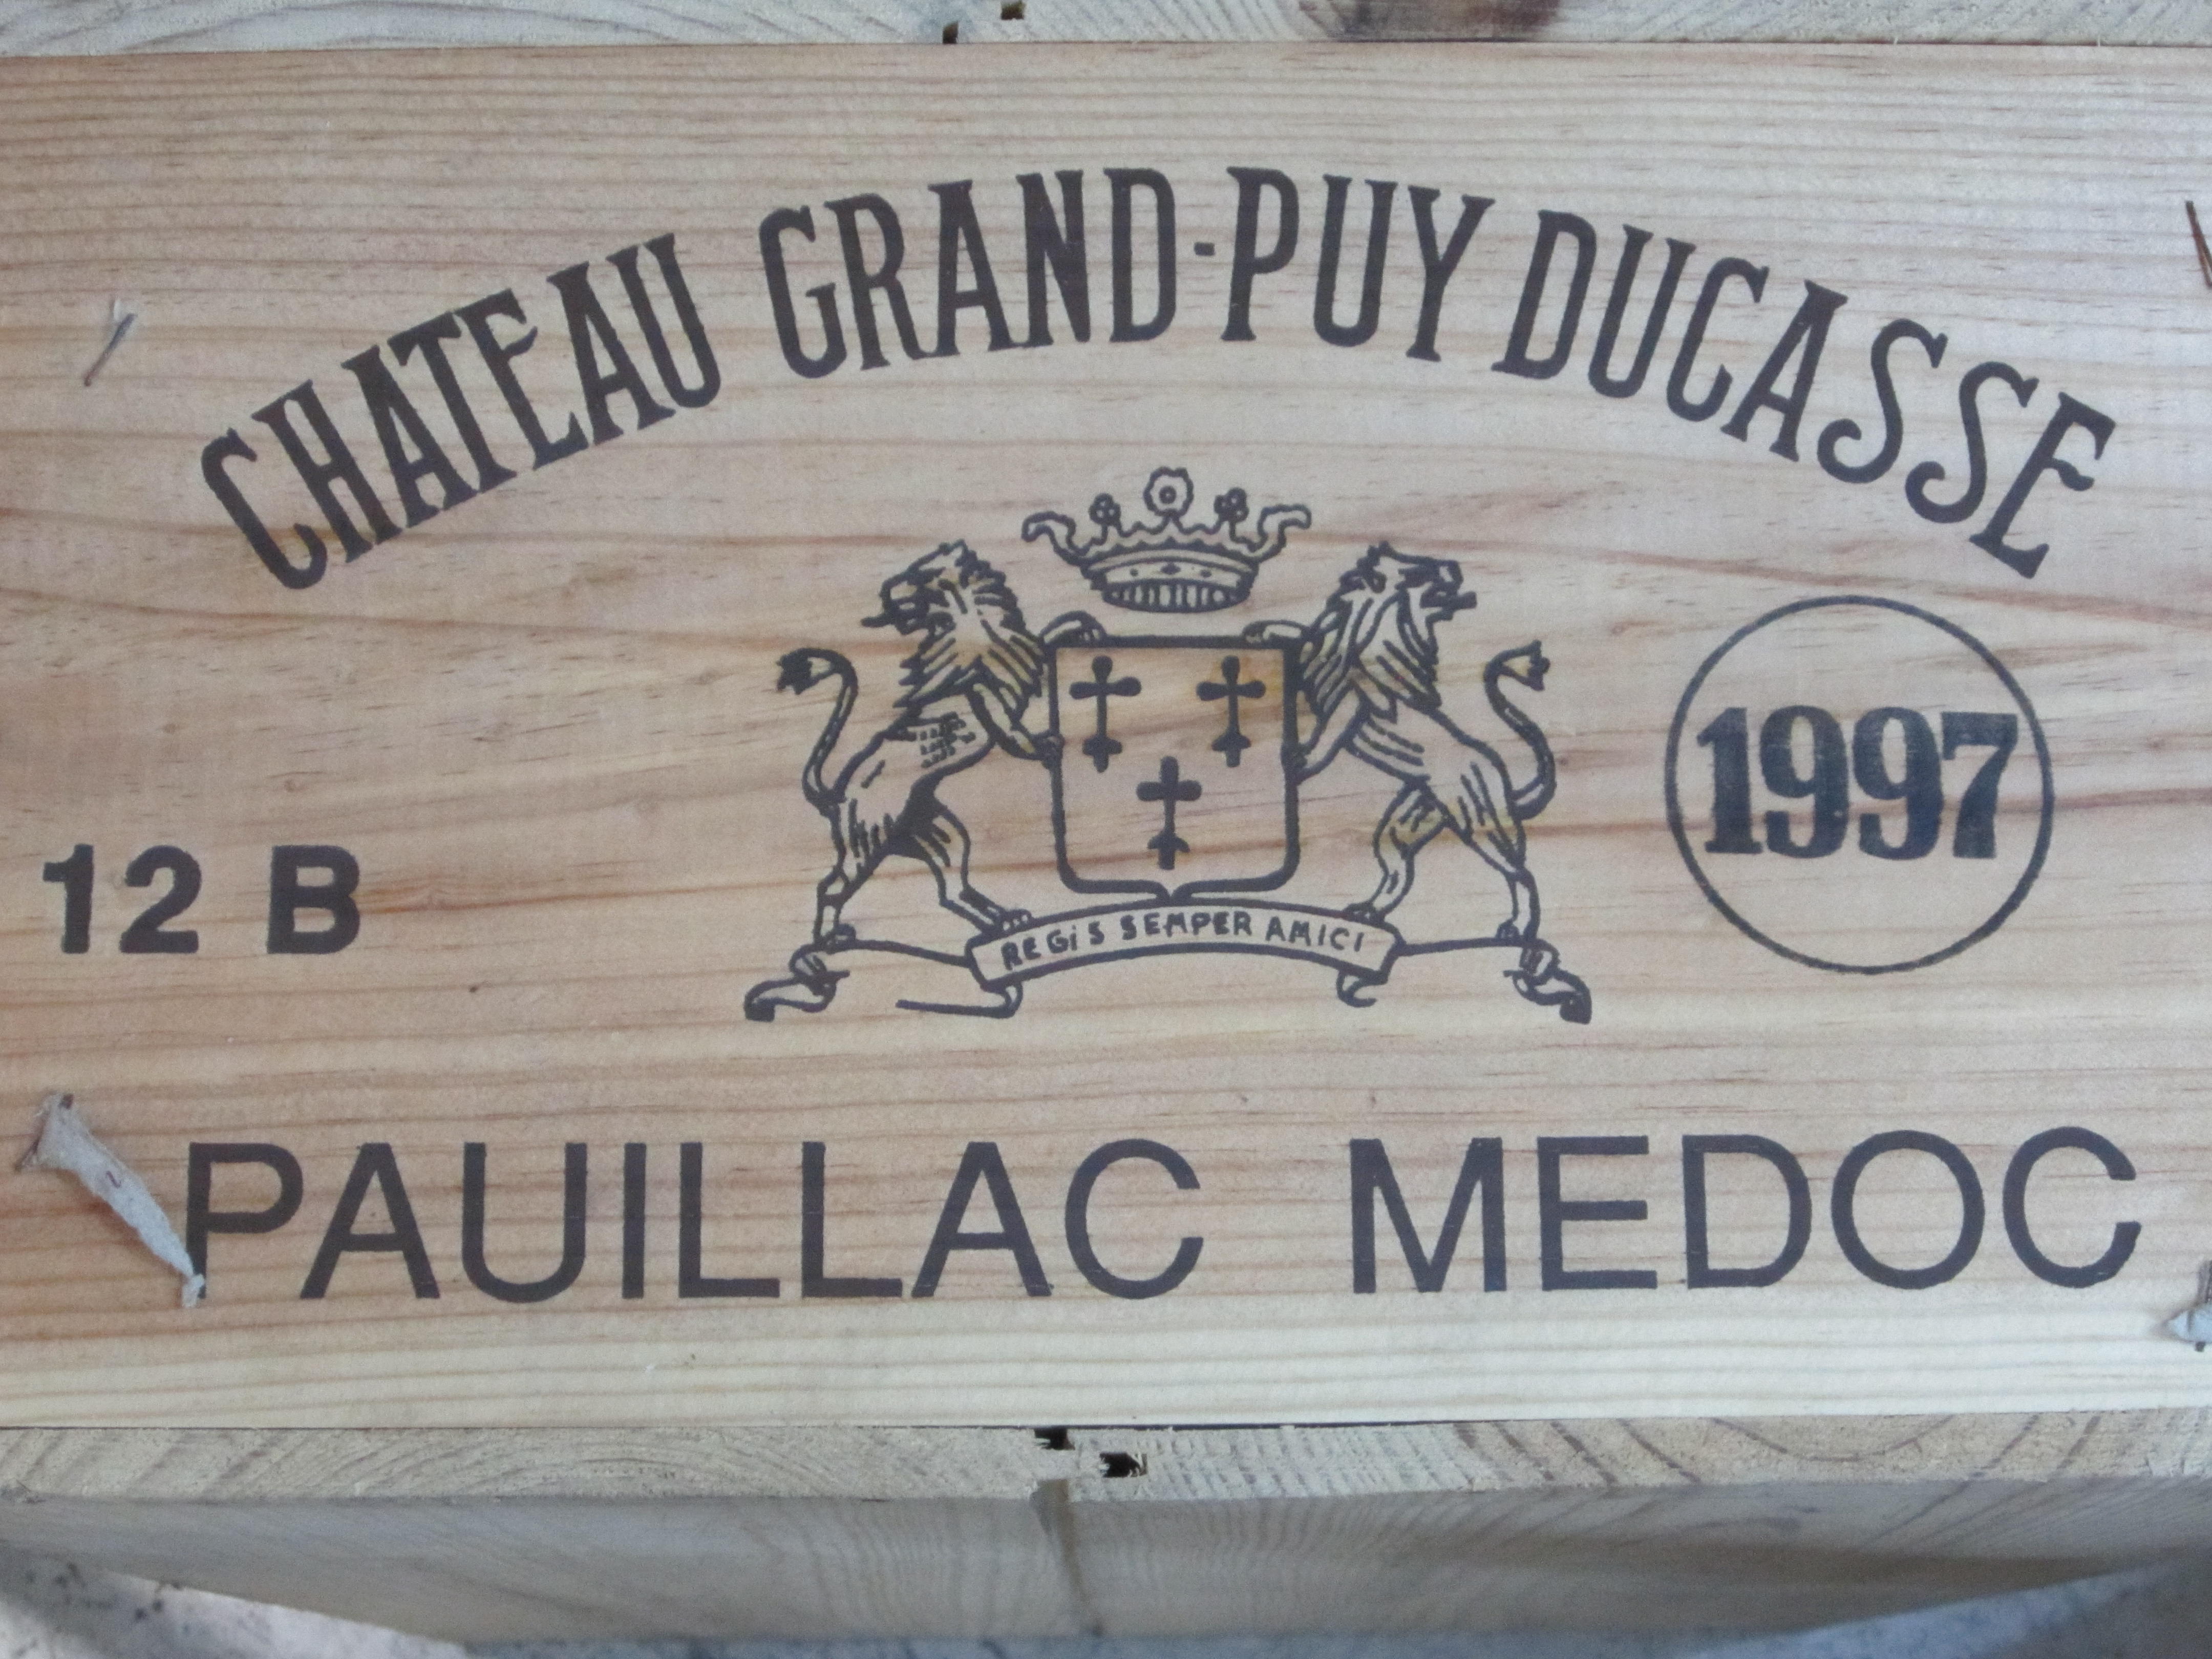 CHATEAU GRAND-PUY DUCASSE
1997
12 B
REGIS SEMPER AMICI
PAUILLAC MEDOC